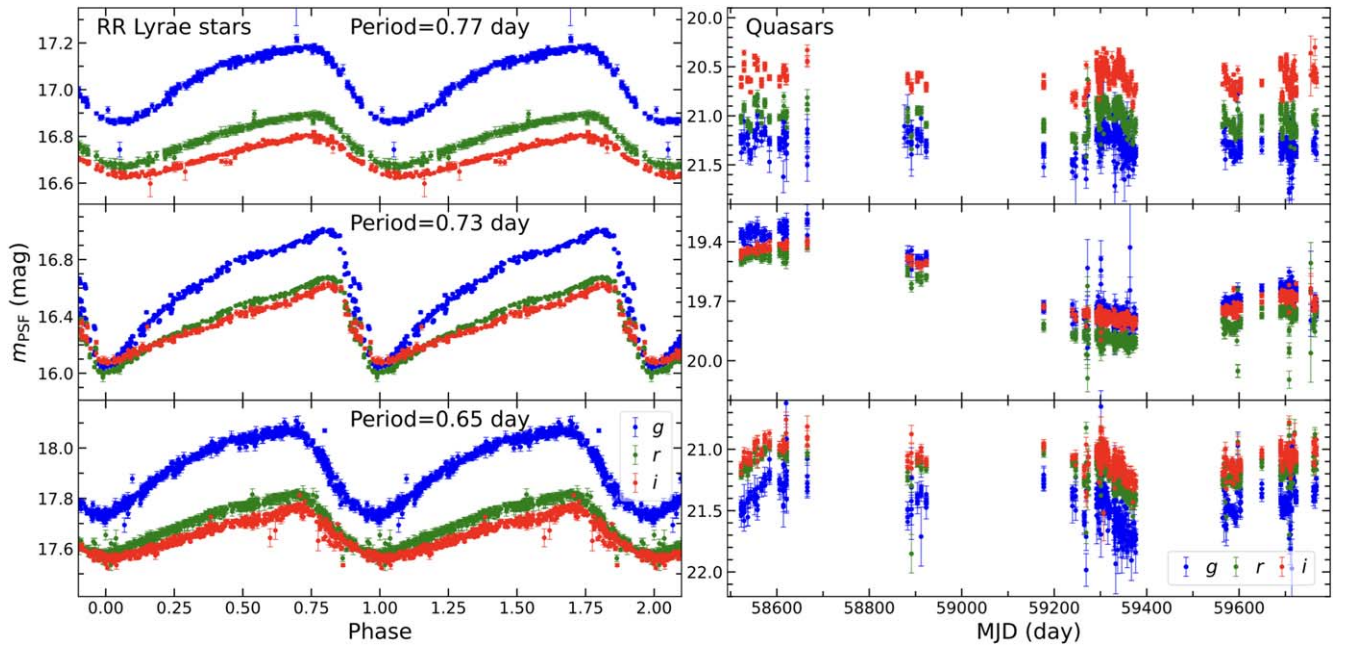 RR Lyrae stars
Period=0.77 day
17.2
17.0
16.8
16.6
Period=0.73 day
16.8
16.4
16.0
m_PSF (mag)
Period=0.65 day
18.0
17.8
17.6
g
r
i
0.00 0.25 0.50 0.75 1.00 1.25 1.50 1.75 2.00
Phase
Quasars
20.0
20.5
21.0
21.5
19.4
19.7
20.0
21.0
21.5
22.0
g r i
58600 58800 59000 59200 59400 59600
MJD (day)